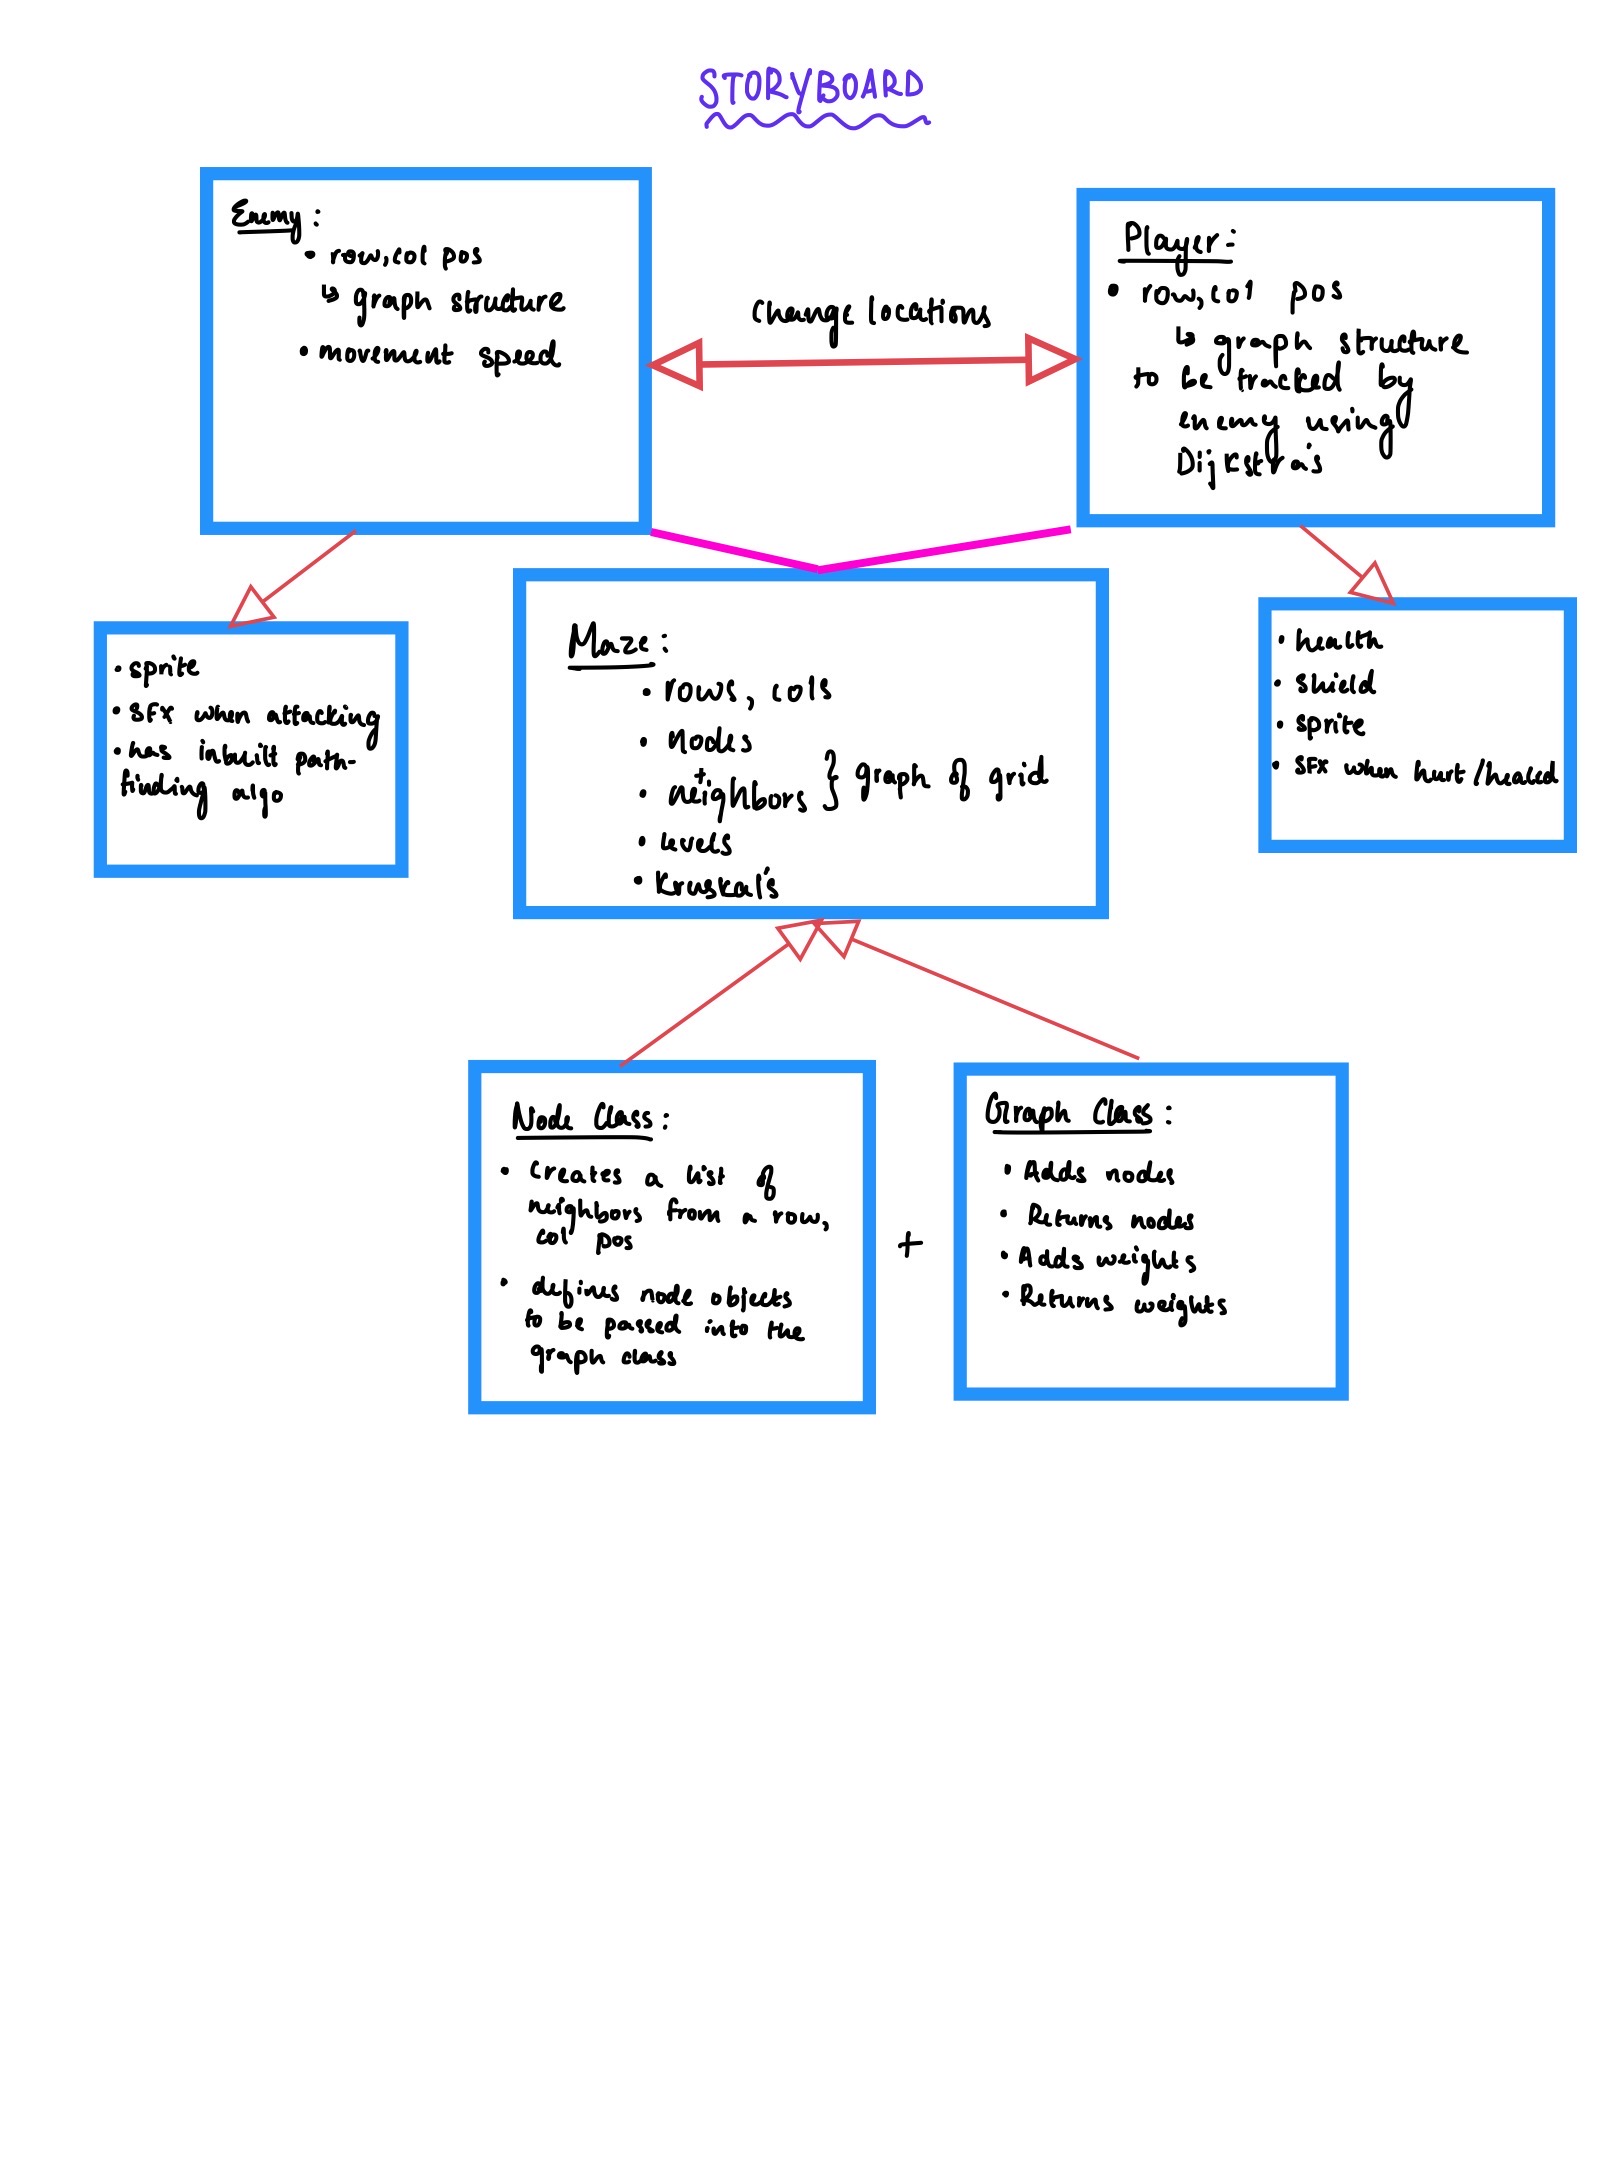 STORYBOARD
Enemy:
• row,col pos
↳ graph structure
• movement speed
Change locations
Player:
• row,col pos
↳ graph structure
to be tracked by
enemy using
Dijkstra's
• sprite
• SFX when attacking
• has inbuilt path-
finding algo
Maze:
• rows, cols
• nodes
+
• neighbors } graph of grid
• levels
• Kruskal's
• health
• shield
• sprite
• SFX when hurt/healed
Node Class:
• Creates a list of
neighbors from a row,
col pos
• defines node objects
to be passed into the
graph class
+
Graph Class:
• Adds nodes
• Returns nodes
• Adds weights
• Returns weights